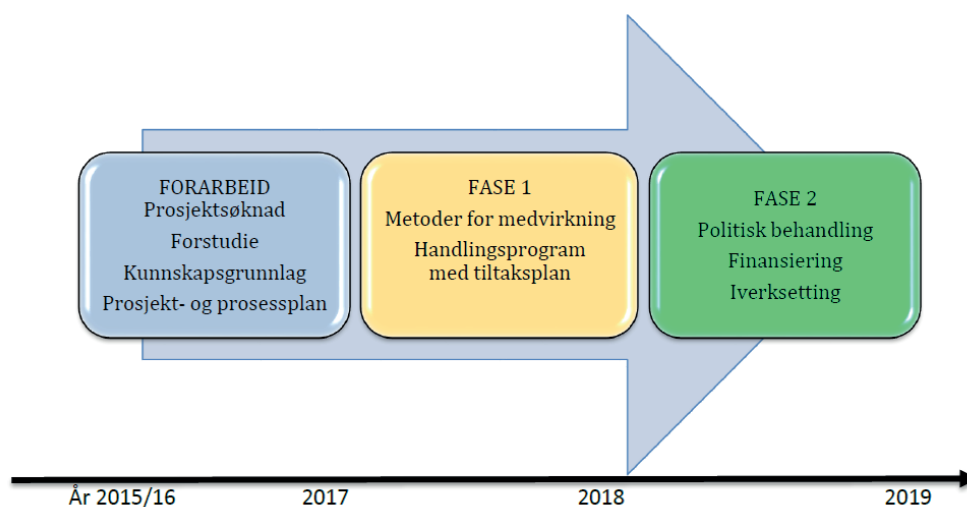 FORARBEID
Prosjektsøknad
Forstudie
Kunnskapsgrunnlag
Prosjekt- og prosessplan
FASE 1
Metoder for medvirkning
Handlingsprogram
med tiltaksplan
FASE 2
Politisk behandling
Finansiering
Iverksetting
År 2015/16
2017
2018
2019